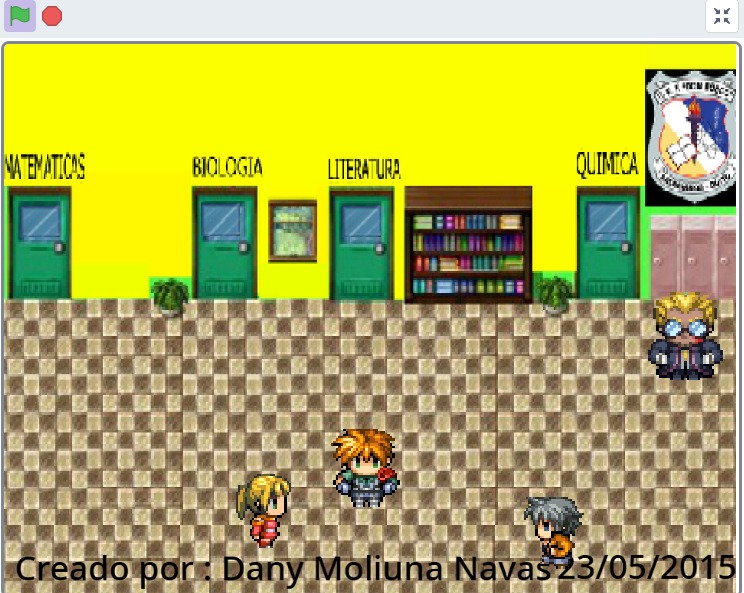 MATEMATICAS
BIOLOGIA
LITERATURA
QUIMICA
Creado por : Dany Moliuna Navas 23/05/2015